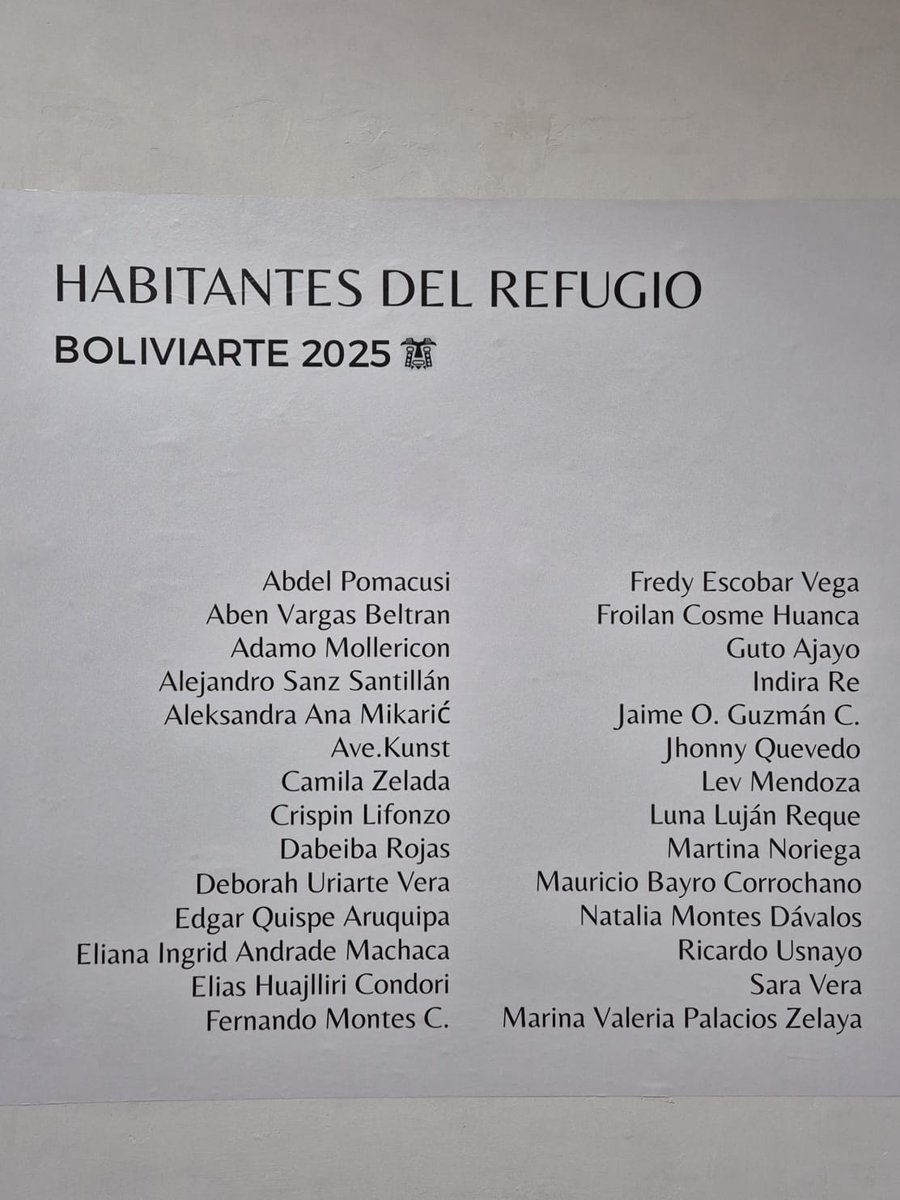 HABITANTES DEL REFUGIO
BOLIVIARTE 2025
Abdel Pomacusi
Aben Vargas Beltran
Adamo Mollericon
Alejandro Sanz Santillán
Aleksandra Ana Mikarić
Ave.Kunst
Camila Zelada
Crispin Lifonzo
Dabeiba Rojas
Deborah Uriarte Vera
Edgar Quispe Aruquipa
Eliana Ingrid Andrade Machaca
Elias Huajlliri Condori
Fernando Montes C.
Fredy Escobar Vega
Froilan Cosme Huanca
Guto Ajayo
Indira Re
Jaime O. Guzmán C.
Jhonny Quevedo
Lev Mendoza
Luna Luján Reque
Martina Noriega
Mauricio Bayro Corrochano
Natalia Montes Dávalos
Ricardo Usnayo
Sara Vera
Marina Valeria Palacios Zelaya